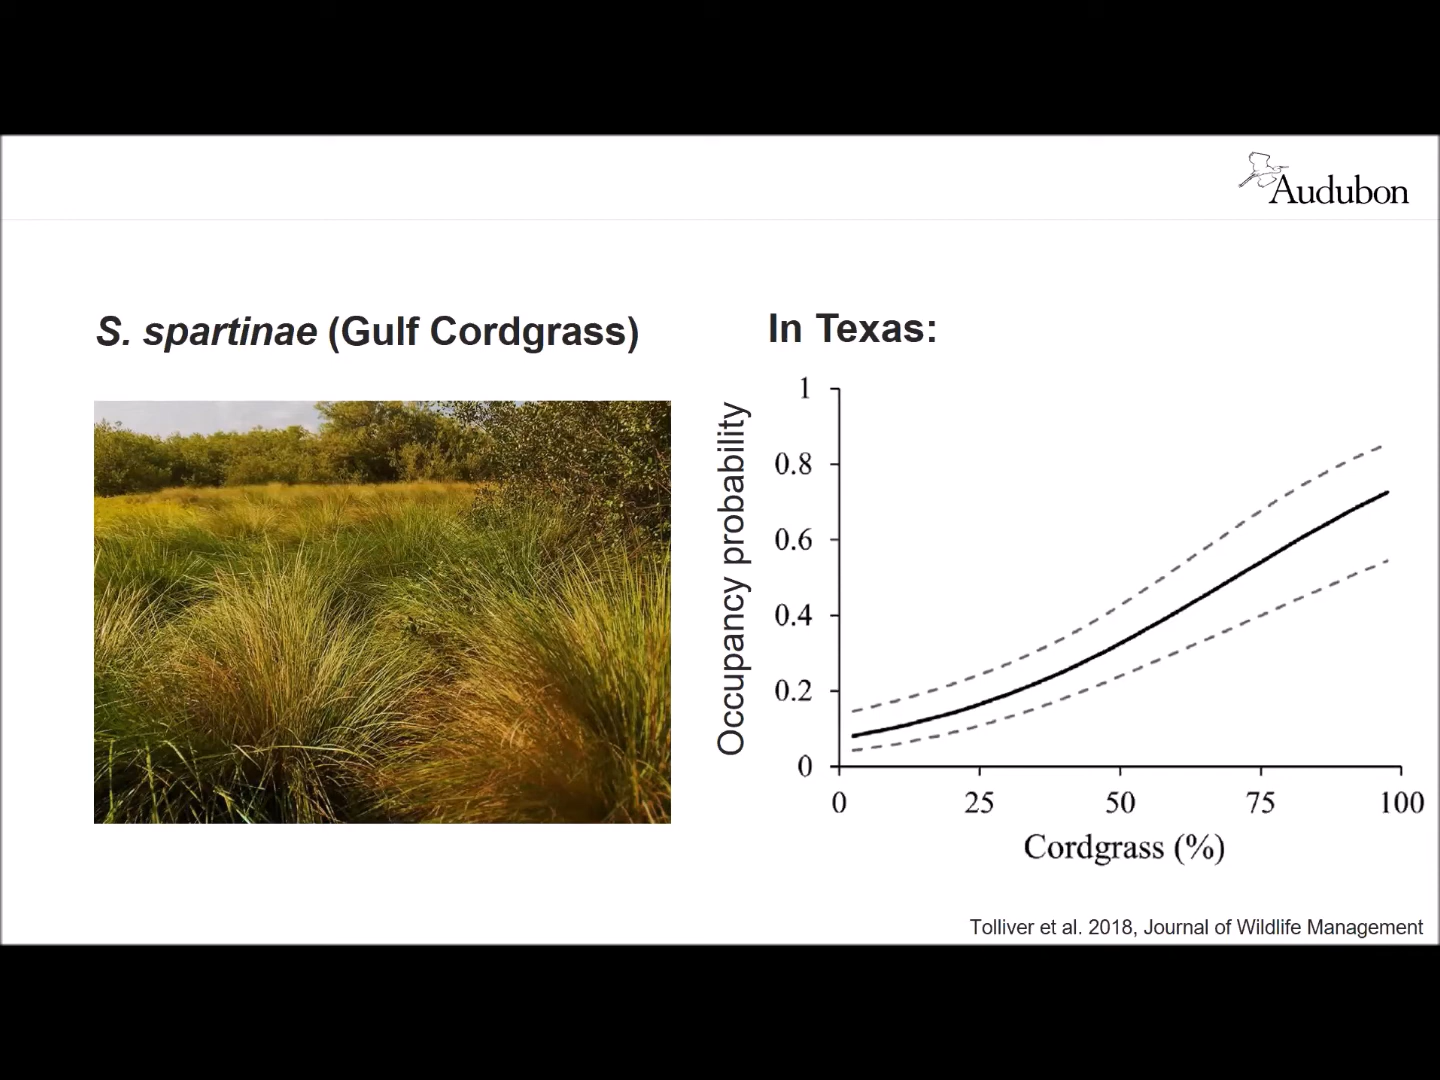 Audubon
S. spartinae (Gulf Cordgrass)
In Texas:
Occupancy probability
1
0.8
0.6
0.4
0.2
0
0 25 50 75 100
Cordgrass (%)
Tolliver et al. 2018, Journal of Wildlife Management